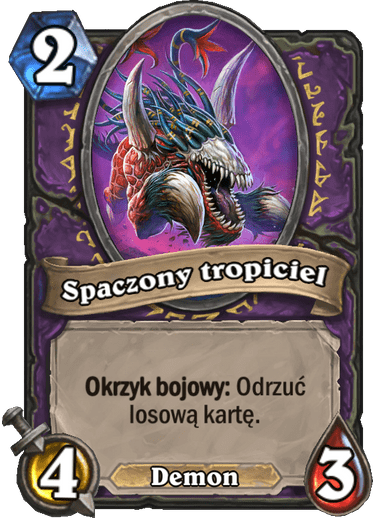 2
Spaczony tropiciel
Okrzyk bojowy: Odrzuć
losową kartę.
4
Demon
3